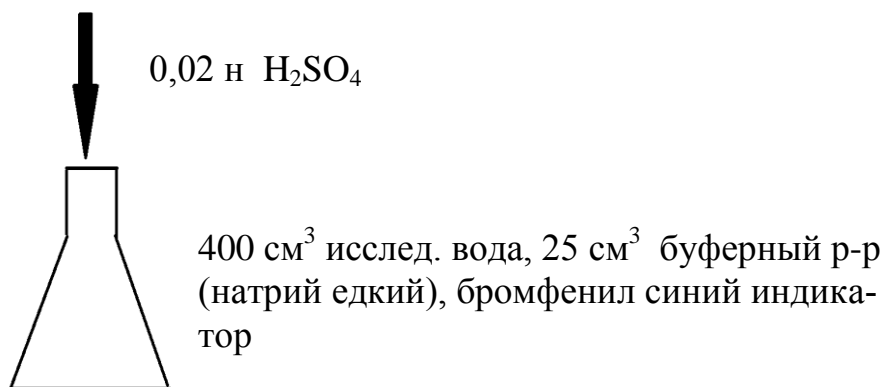 0,02 н H₂SO₄
400 см³ исслед. вода, 25 см³ буферный р-р
(натрий едкий), бромфенил синий индика-
тор